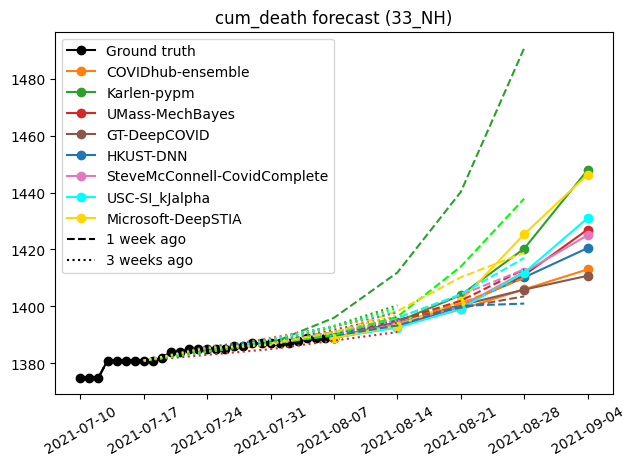 cum_death forecast (33_NH)
Ground truth
COVIDhub-ensemble
Karlen-pypm
UMass-MechBayes
GT-DeepCOVID
HKUST-DNN
SteveMcConnell-CovidComplete
USC-SI_kJalpha
Microsoft-DeepSTIA
1 week ago
3 weeks ago
1480
1460
1440
1420
1400
1380
2021-07-10
2021-07-17
2021-07-24
2021-07-31
2021-08-07
2021-08-14
2021-08-21
2021-08-28
2021-09-04